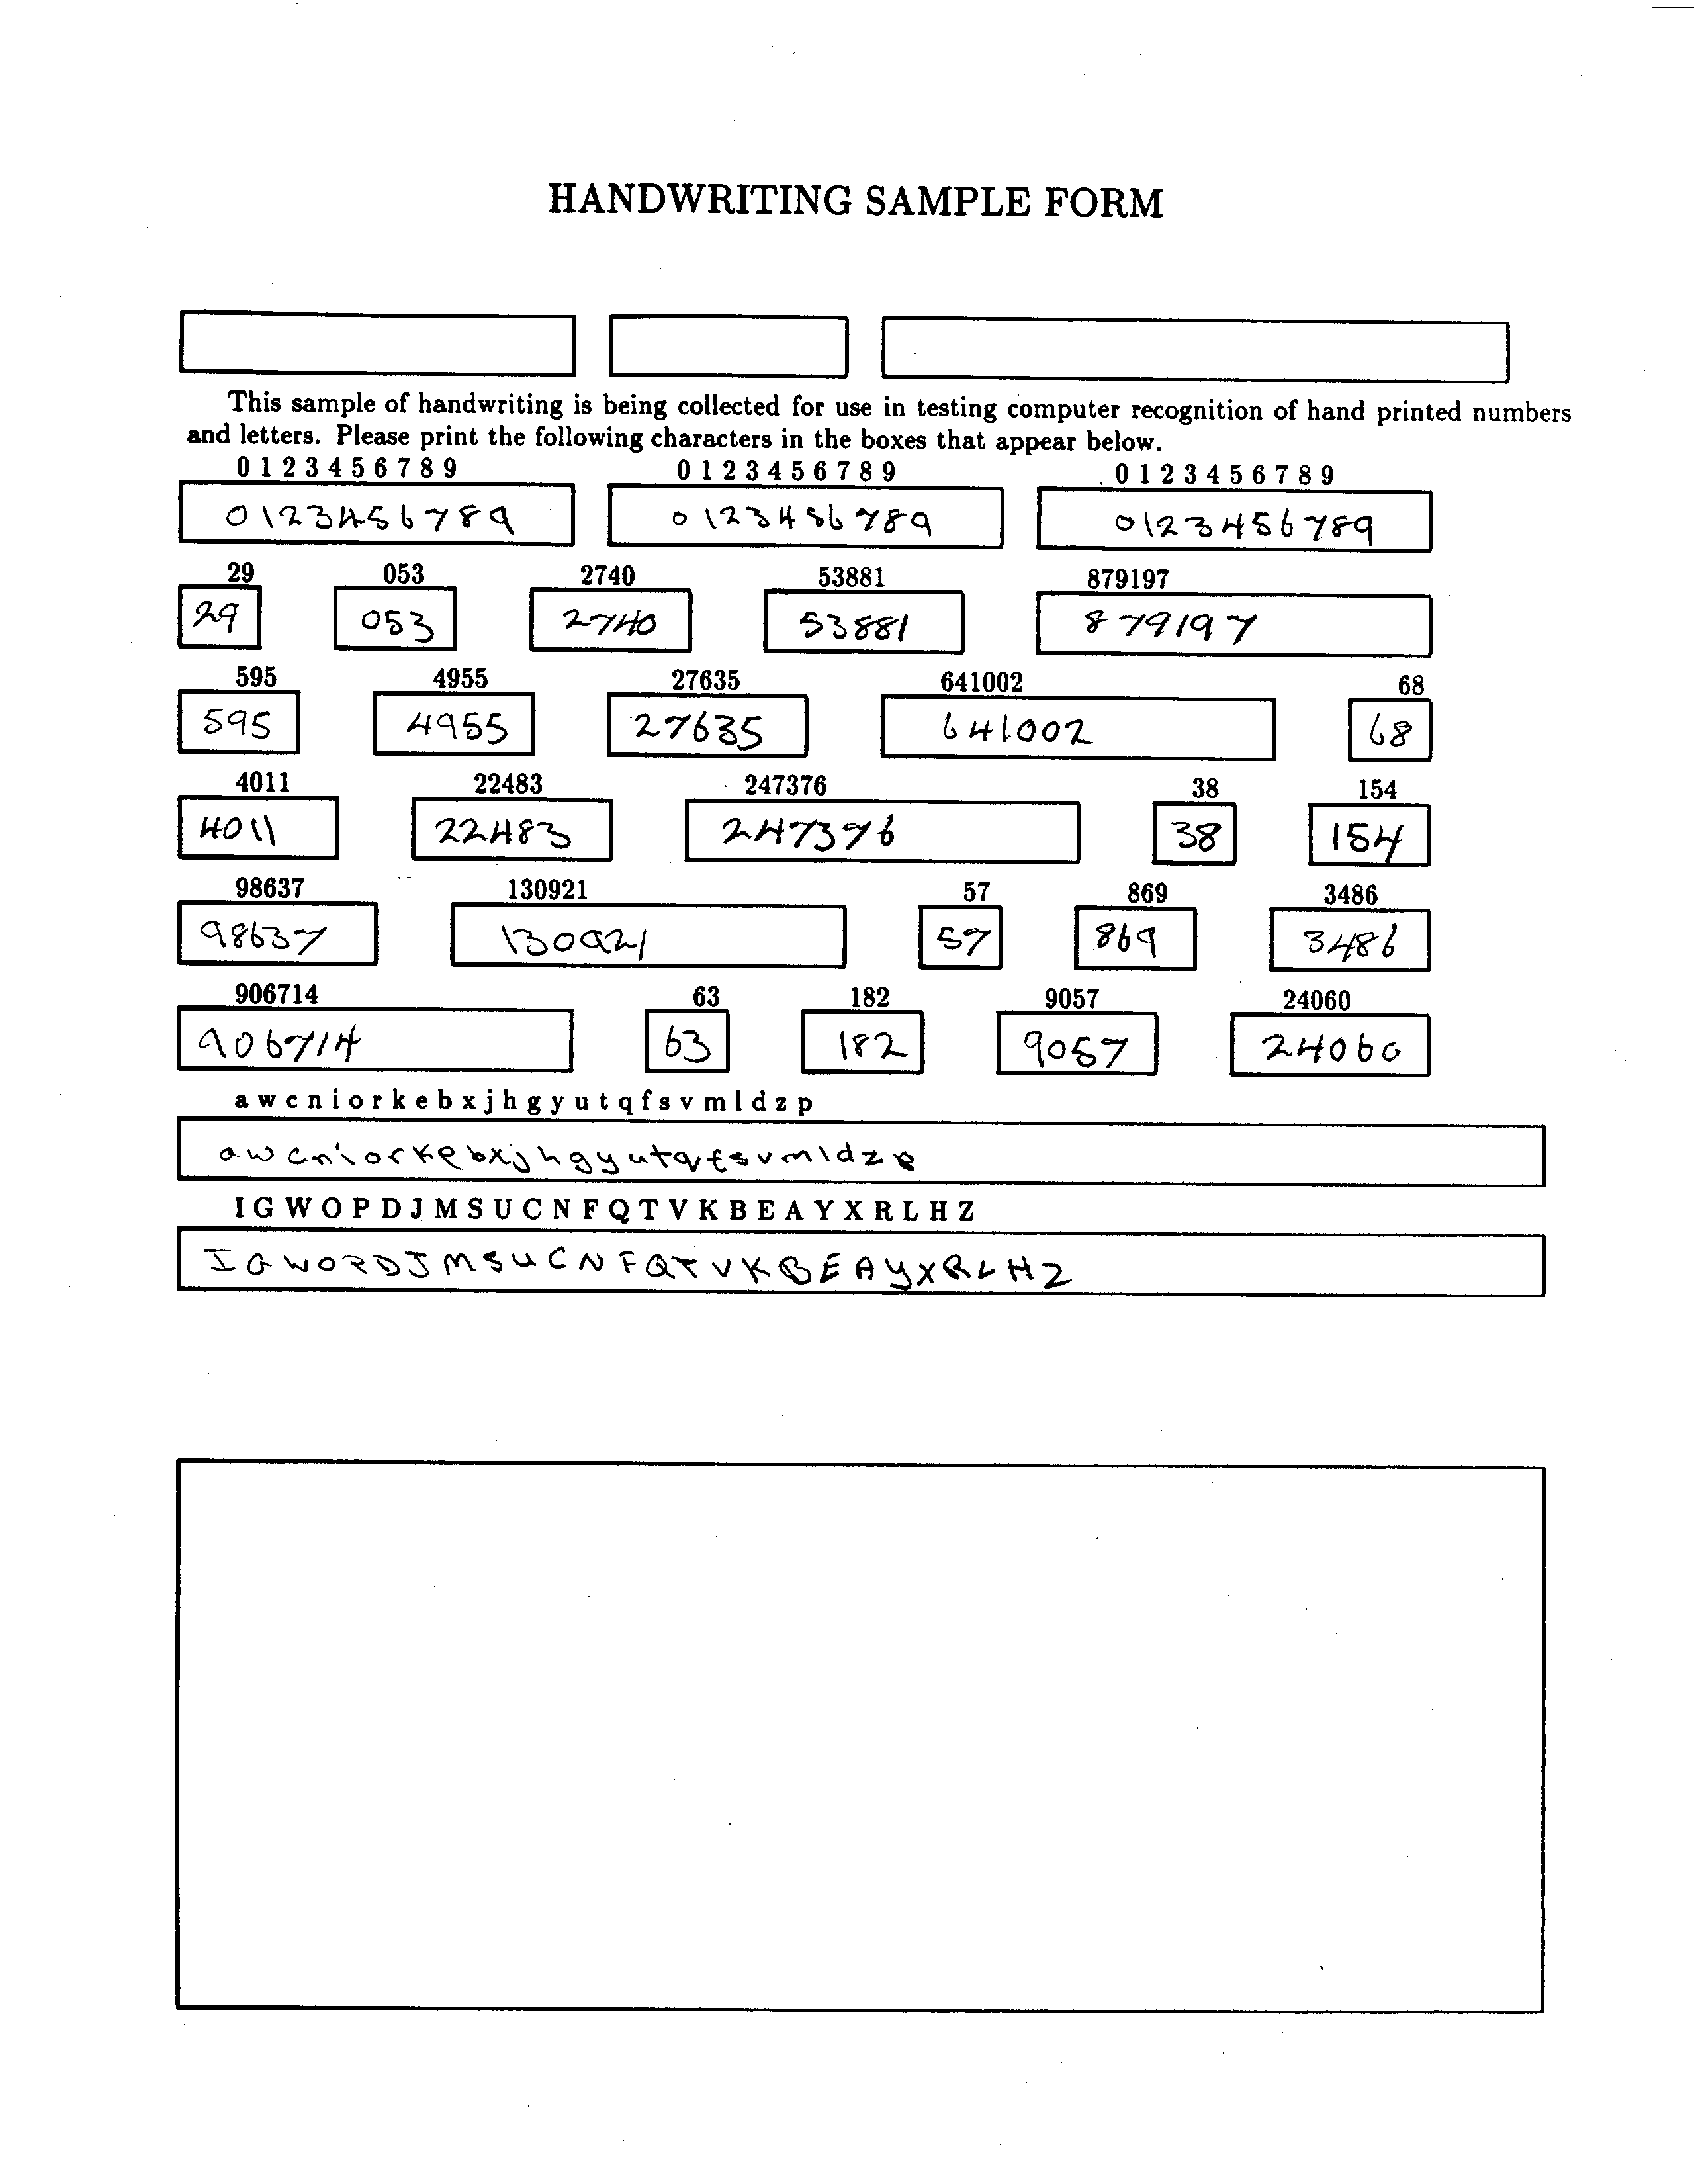 HANDWRITING SAMPLE FORM
This sample of handwriting is being collected for use in testing computer recognition of hand printed numbers
and letters. Please print the following characters in the boxes that appear below.
0 1 2 3 4 5 6 7 8 9 0 1 2 3 4 5 6 7 8 9 0 1 2 3 4 5 6 7 8 9
0123456789 0123456789 0123456789
29 053 2740 53881 879197
29 053 2740 53881 879197
595 4955 27635 641002 68
595 4955 27635 641002 68
4011 22483 247376 38 154
4011 22483 247376 38 154
98637 130921 57 869 3486
98637 130921 57 869 3486
906714 63 182 9057 24060
906714 63 182 9057 24060
a w c n i o r k e b x j h g y u t q f s v m l d z p
a w c n i o r k e b x j h g y u t q f s v m l d z p
I G W O P D J M S U C N F Q T V K B E A Y X R L H Z
I G W O P D J M S U C N F Q T V K B E A Y X R L H Z